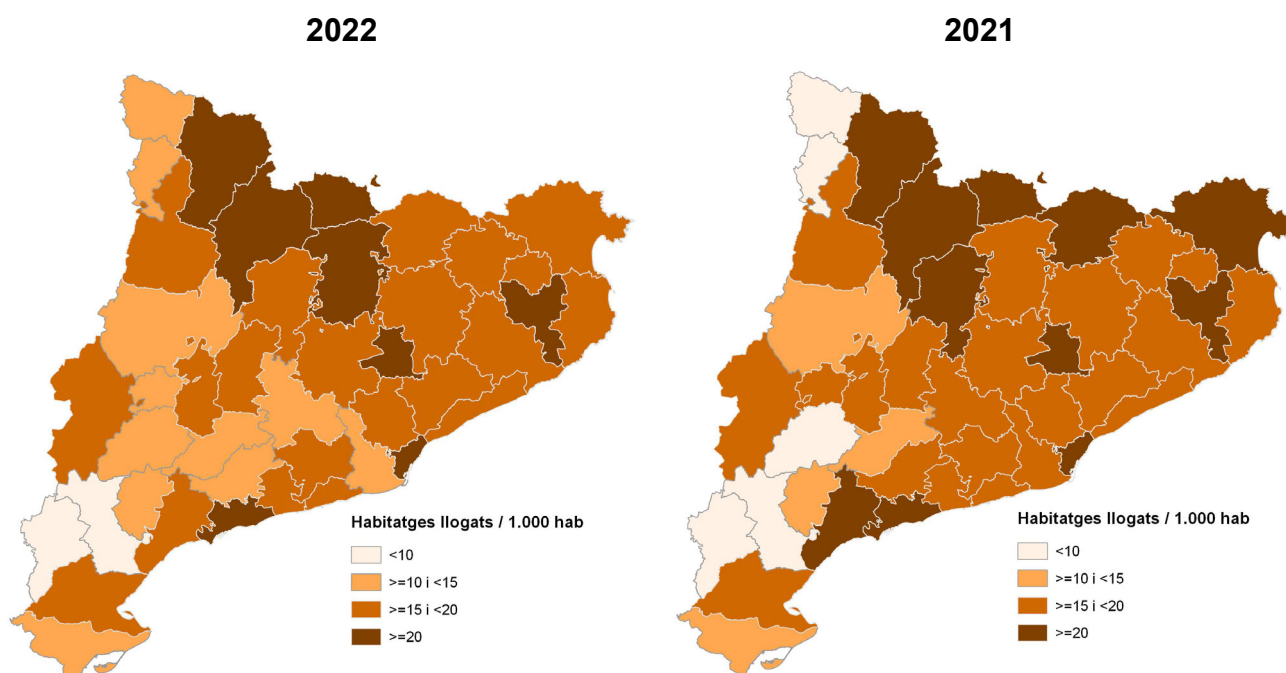 2022
2021
Habitatges llogats / 1.000 hab
<10
>=10 i <15
>=15 i <20
>=20
Habitatges llogats / 1.000 hab
<10
>=10 i <15
>=15 i <20
>=20